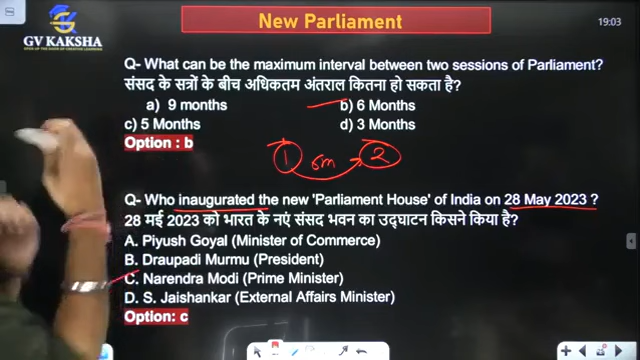 New Parliament
19:03
GV KAKSHA
Q- What can be the maximum interval between two sessions of Parliament?
संसद के सत्रों के बीच अधिकतम अंतराल कितना हो सकता है?
a) 9 months b) 6 Months
c) 5 Months d) 3 Months
Option : b
1 6m 2
Q- Who inaugurated the new 'Parliament House' of India on 28 May 2023 ?
28 मई 2023 को भारत के नएं संसद भवन का उद्घाटन किसने किया है?
A. Piyush Goyal (Minister of Commerce)
B. Draupadi Murmu (President)
C. Narendra Modi (Prime Minister)
D. S. Jaishankar (External Affairs Minister)
Option: c